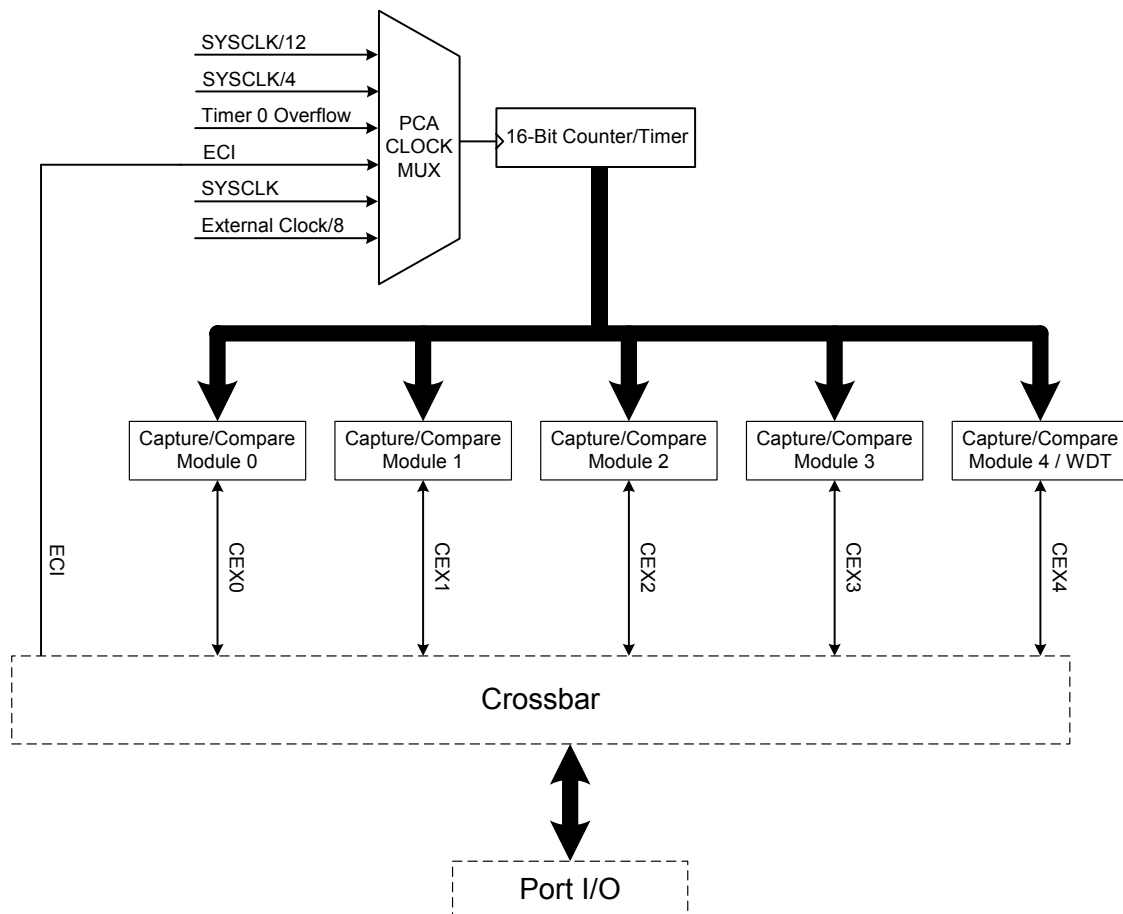 SYSCLK/12
SYSCLK/4
Timer 0 Overflow
ECI
SYSCLK
External Clock/8
PCA
CLOCK
MUX
16-Bit Counter/Timer
Capture/Compare
Module 0
Capture/Compare
Module 1
Capture/Compare
Module 2
Capture/Compare
Module 3
Capture/Compare
Module 4 / WDT
ECI
CEX0
CEX1
CEX2
CEX3
CEX4
Crossbar
Port I/O